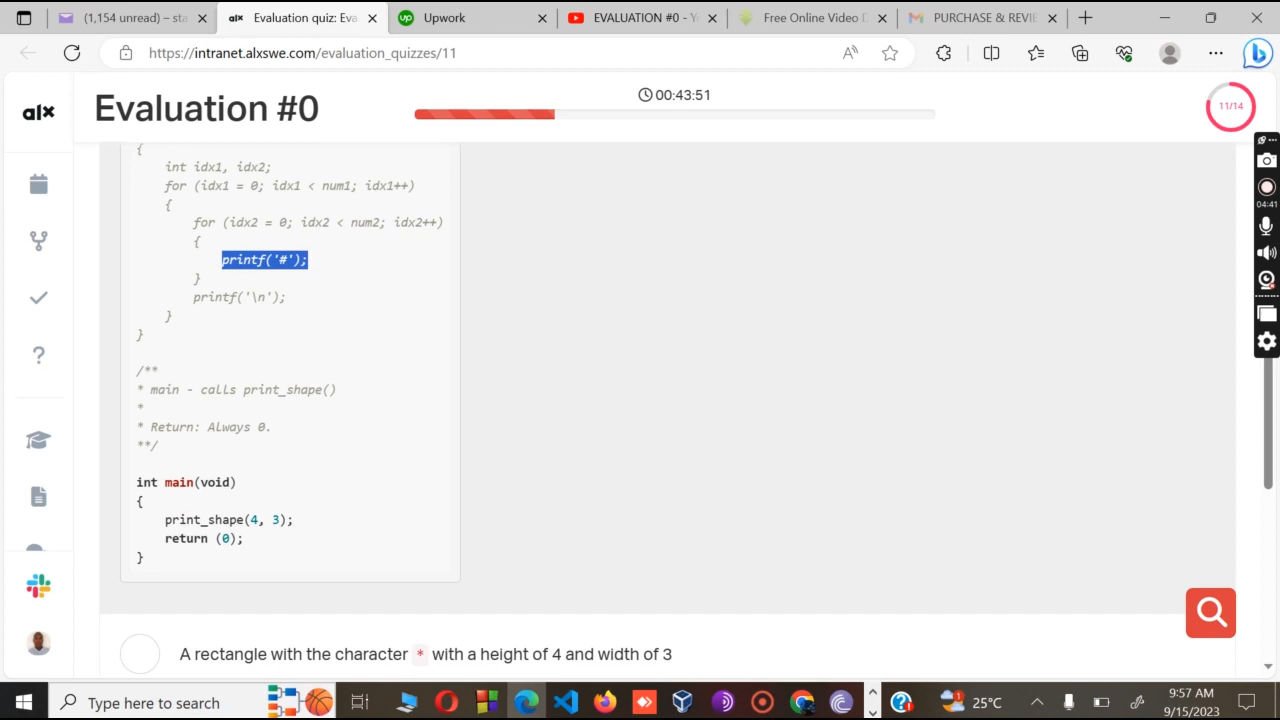 (1,154 unread) – sta
Evaluation quiz: Eva
Upwork
EVALUATION #0 - Y
Free Online Video D
PURCHASE & REVIE
https://intranet.alxswe.com/evaluation_quizzes/11
alx
Evaluation #0
00:43:51
11/14
{
int idx1, idx2;
for (idx1 = 0; idx1 < num1; idx1++)
{
for (idx2 = 0; idx2 < num2; idx2++)
{
printf('#');
}
printf('\n');
}
}
/**
* main - calls print_shape()
*
* Return: Always 0.
**/
int main(void)
{
print_shape(4, 3);
return (0);
}
04:41
A rectangle with the character * with a height of 4 and width of 3
Type here to search
25°C
9:57 AM
9/15/2023